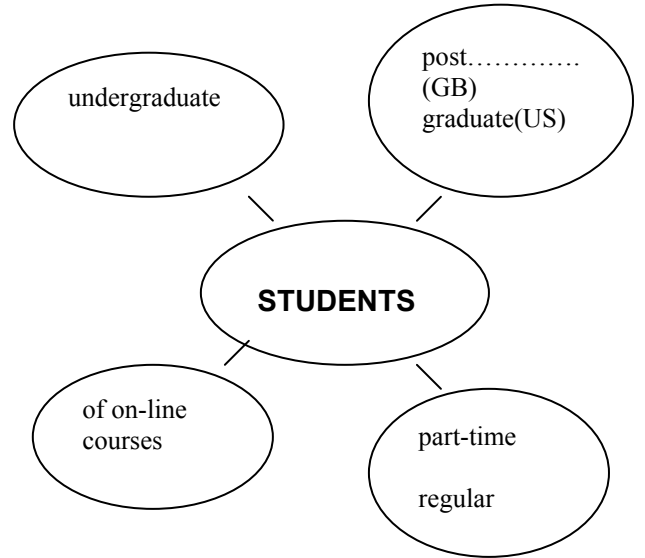 undergraduate
post………….
(GB)
graduate(US)
STUDENTS
of on-line
courses
part-time
regular